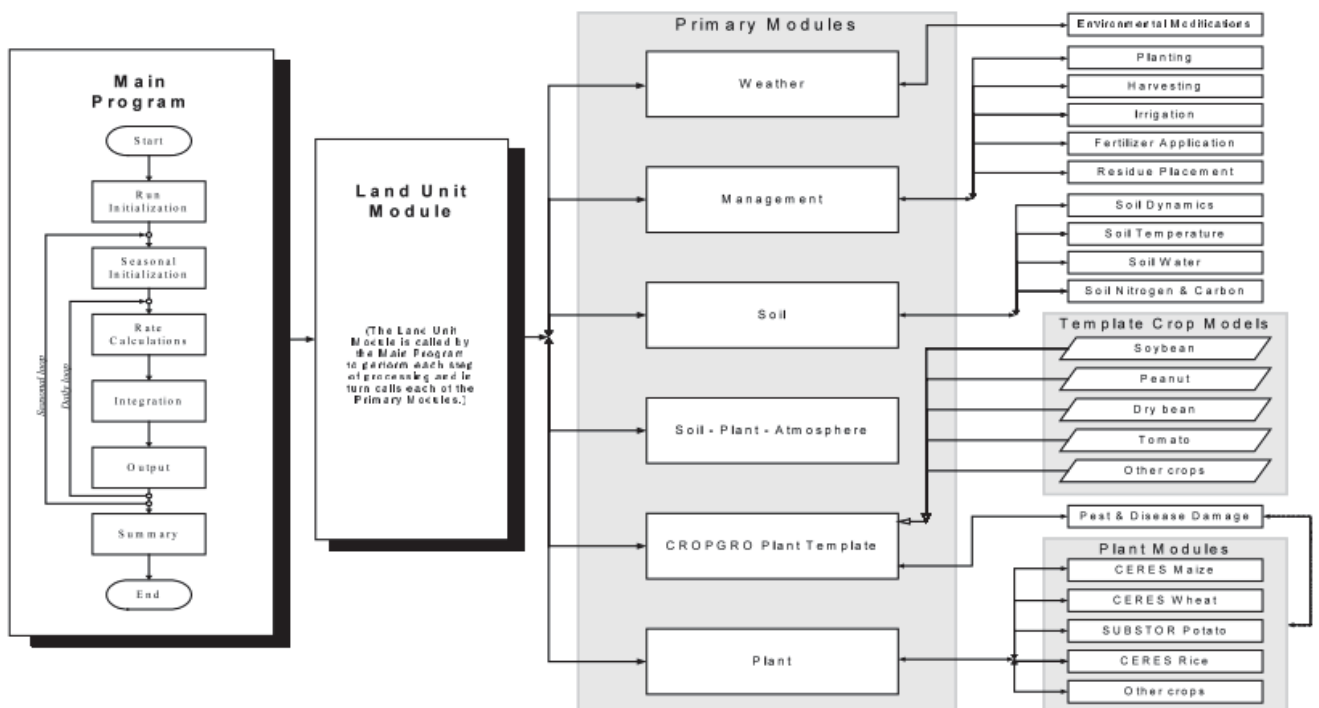 Main
Program
Start
Run
Initialization
Seasonal
Initialization
Rate
Calculations
Integration
Output
Summary
End
Seasonal loop
Daily loop
Land Unit
Module
(The Land Unit
Module is called by
the Main Program
to perform each step
of processing and in
turn calls each of the
Primary Modules.)
Primary Modules
Weather
Management
Soil
Soil - Plant - Atmosphere
CROPGRO Plant Template
Plant
Environmental Modifications
Planting
Harvesting
Irrigation
Fertilizer Application
Residue Placement
Soil Dynamics
Soil Temperature
Soil Water
Soil Nitrogen & Carbon
Template Crop Models
Soybean
Peanut
Dry bean
Tomato
Other crops
Pest & Disease Damage
Plant Modules
CERES Maize
CERES Wheat
SUBSTOR Potato
CERES Rice
Other crops